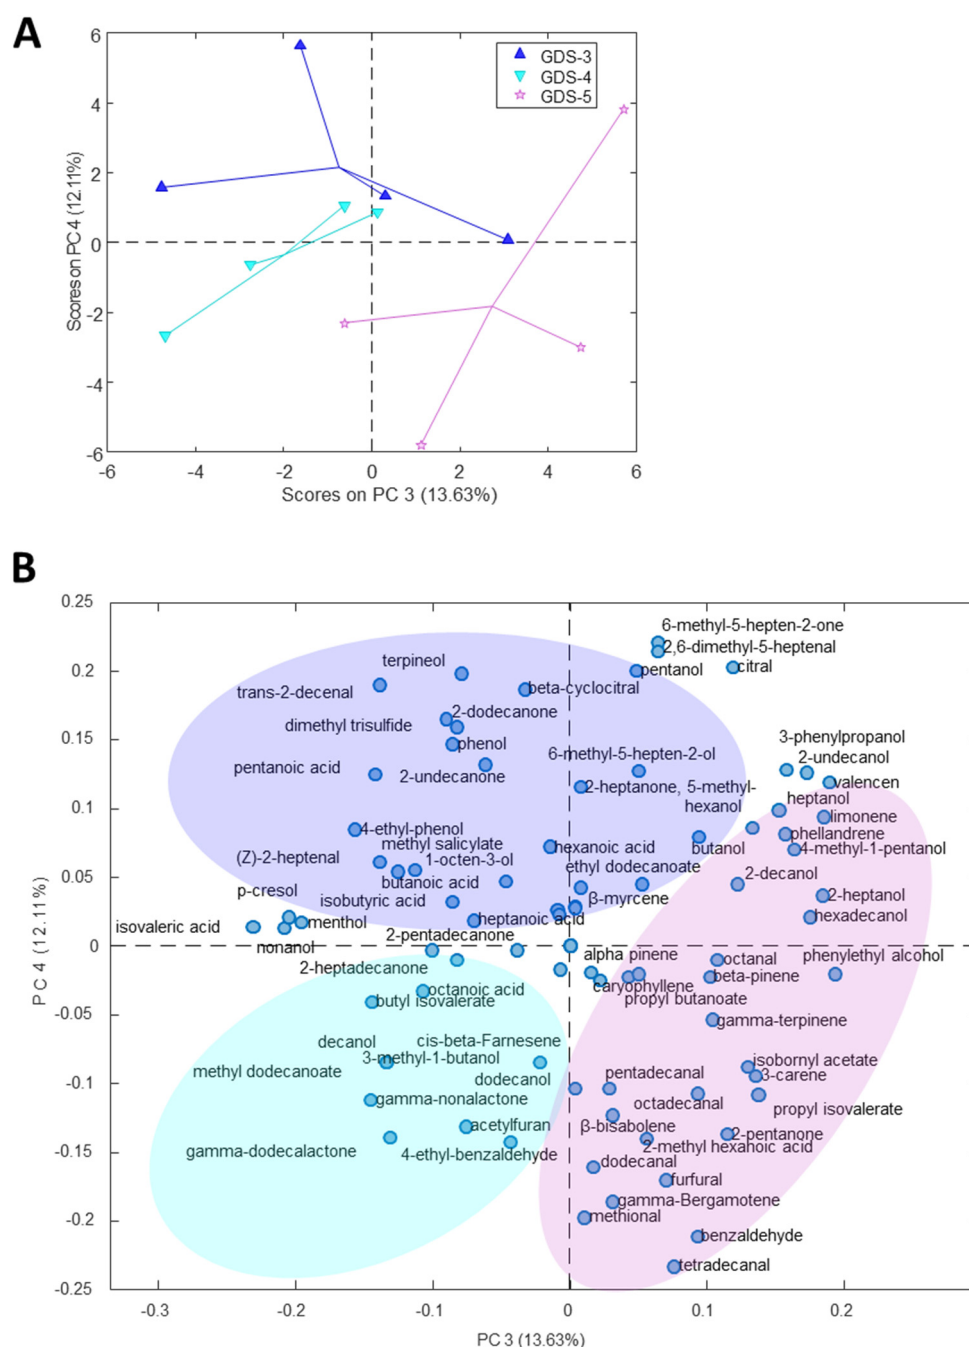 A
6
4
2
0
-2
-4
-6
-6
-4
-2
0
2
4
6
Scores on PC 4 (12.11%)
Scores on PC 3 (13.63%)
GDS-3
GDS-4
GDS-5
B
0.25
0.2
0.15
0.1
0.05
0
-0.05
-0.1
-0.15
-0.2
-0.25
PC 4 (12.11%)
6-methyl-5-hepten-2-one
2,6-dimethyl-5-heptenal
terpineol
pentanol
citral
trans-2-decenal
beta-cyclocitral
2-dodecanone
dimethyl trisulfide
3-phenylpropanol
phenol
6-methyl-5-hepten-2-ol
2-undecanol
pentanoic acid
2-undecanone
2-heptanone, 5-methyl-
valencen
hexanol
heptanol
limonene
4-ethyl-phenol
phellandrene
methyl salicylate
hexanoic acid
butanol
4-methyl-1-pentanol
(Z)-2-heptenal
1-octen-3-ol
ethyl dodecanoate
2-decanol
butanoic acid
p-cresol
isobutyric acid
β-myrcene
2-heptanol
isovaleric acid
menthol
heptanoic acid
hexadecanol
nonanol
2-pentadecanone
alpha pinene
octanal
phenylethyl alcohol
2-heptadecanone
caryophyllene
beta-pinene
octanoic acid
butyl isovalerate
propyl butanoate
gamma-terpinene
decanol
cis-beta-Farnesene
3-methyl-1-butanol
isobornyl acetate
methyl dodecanoate
dodecanol
pentadecanal
3-carene
gamma-nonalactone
octadecanal
propyl isovalerate
acetylfuran
β-bisabolene
2-pentanone
gamma-dodecalactone
4-ethyl-benzaldehyde
2-methyl hexanoic acid
dodecanal
furfural
gamma-Bergamotene
methional
benzaldehyde
tetradecanal
-0.3
-0.2
-0.1
0
0.1
0.2
PC 3 (13.63%)